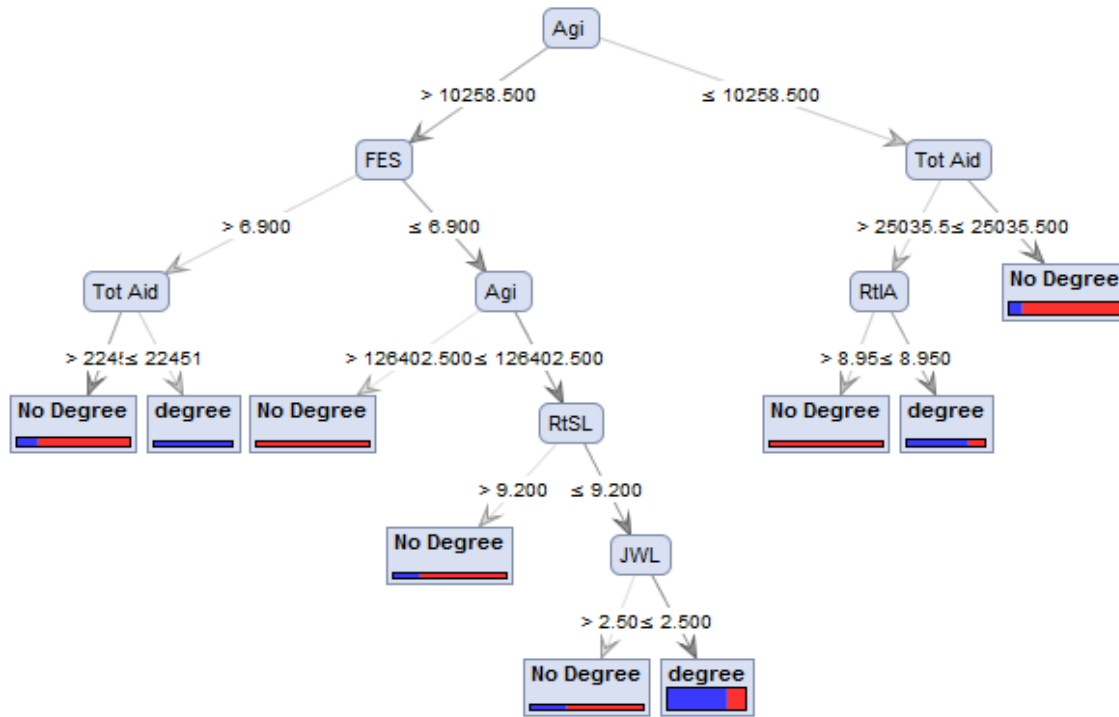 Agi
> 10258.500
≤ 10258.500
FES
Tot Aid
> 6.900
≤ 6.900
> 25035.5
≤ 25035.500
Tot Aid
Agi
RtIA
No Degree
≤ 22451
> 126402.500
≤ 126402.500
> 8.95
≤ 8.950
No Degree
degree
No Degree
RtSL
No Degree
degree
> 9.200
≤ 9.200
No Degree
JWL
> 2.50
≤ 2.500
No Degree
degree